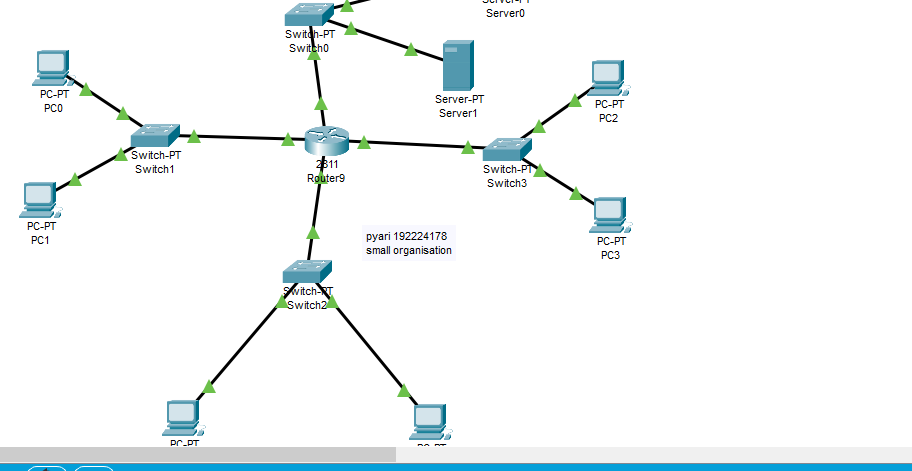 Server-PT
Server0
Switch-PT
Switch0
Server-PT
Server1
PC-PT
PC0
PC-PT
PC2
Switch-PT
Switch1
2811
Router9
Switch-PT
Switch3
PC-PT
PC1
PC-PT
PC3
pyari 192224178
small organisation
Switch-PT
Switch2
PC-PT
PC-PT